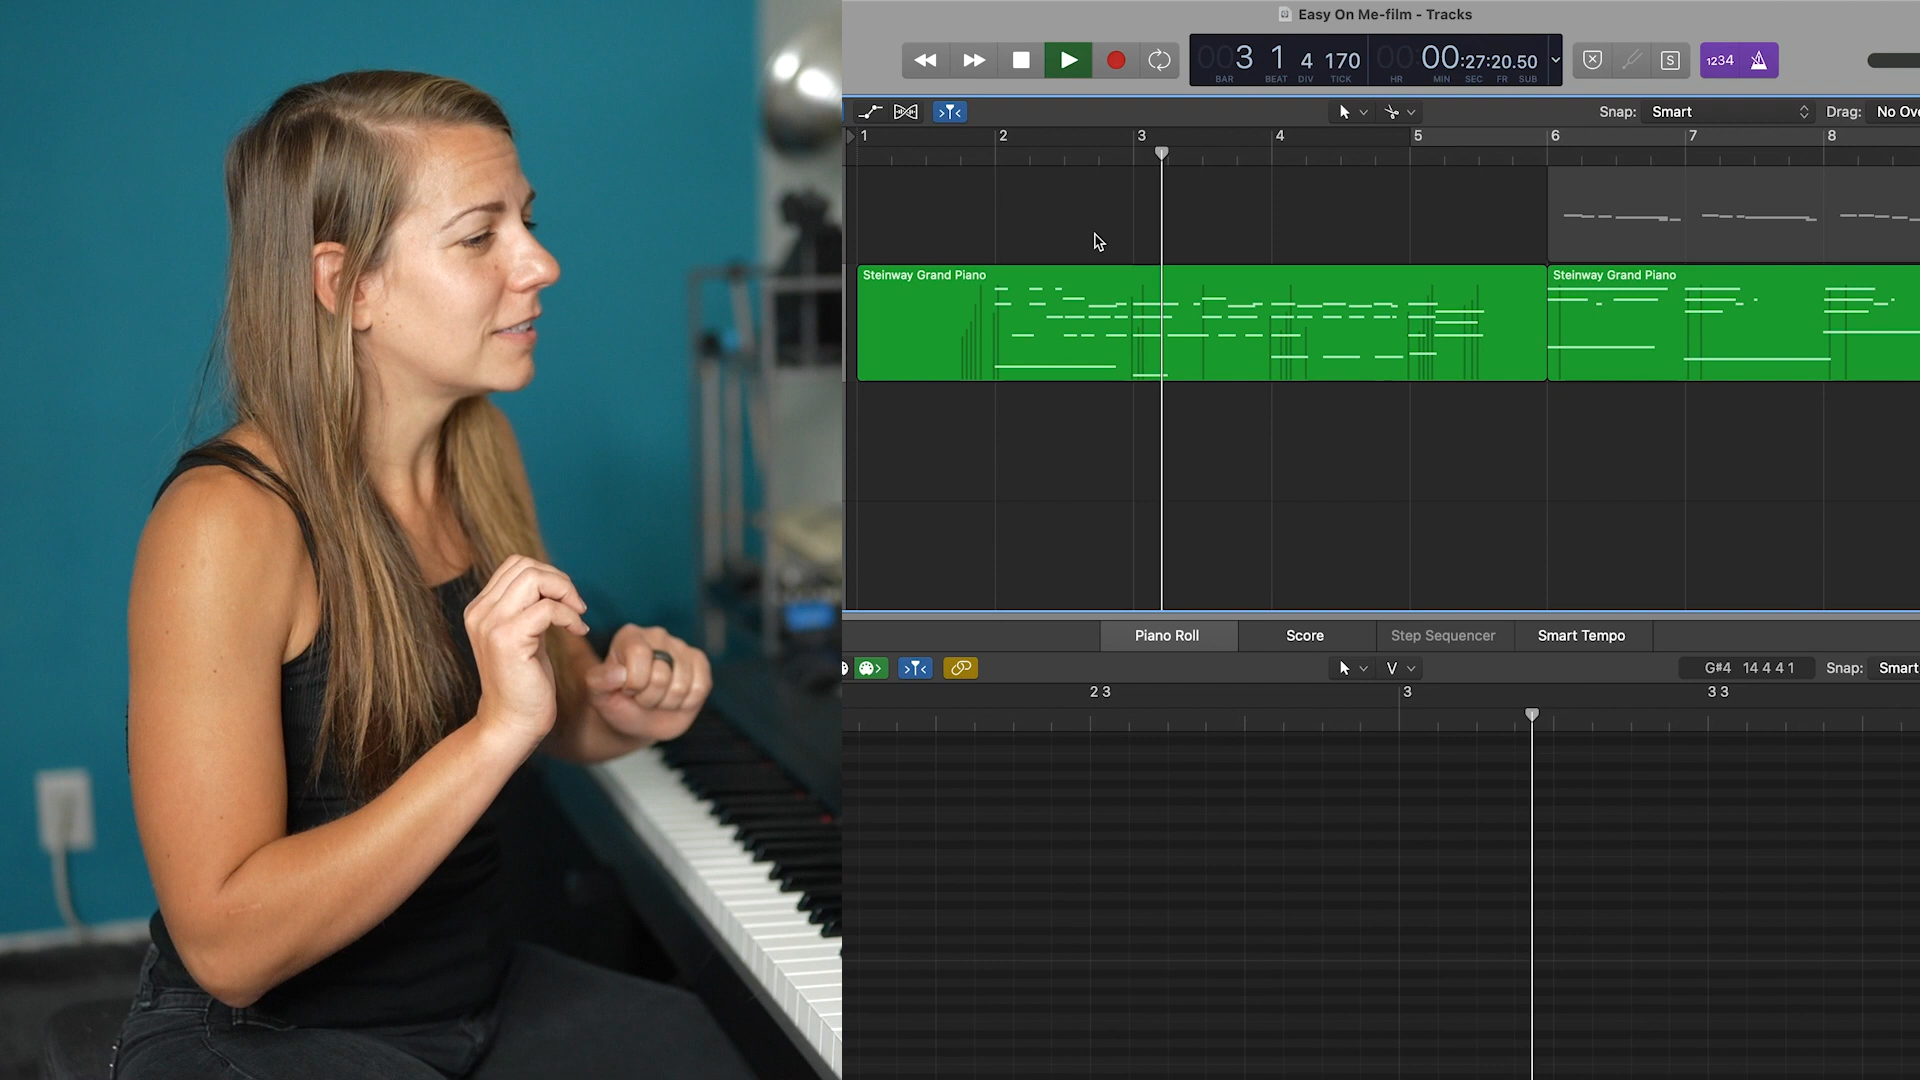 Easy On Me-film - Tracks
003 1 4 170 00 00:27:20.50
BAR BEAT DIV TICK HR MIN SEC FR SUB
S
1234
Snap: Smart Drag: No Ove
1 2 3 4 5 6 7 8
Steinway Grand Piano Steinway Grand Piano
Piano Roll Score Step Sequencer Smart Tempo
V G#4 14 4 4 1 Snap: Smart
2 3 3 3 3